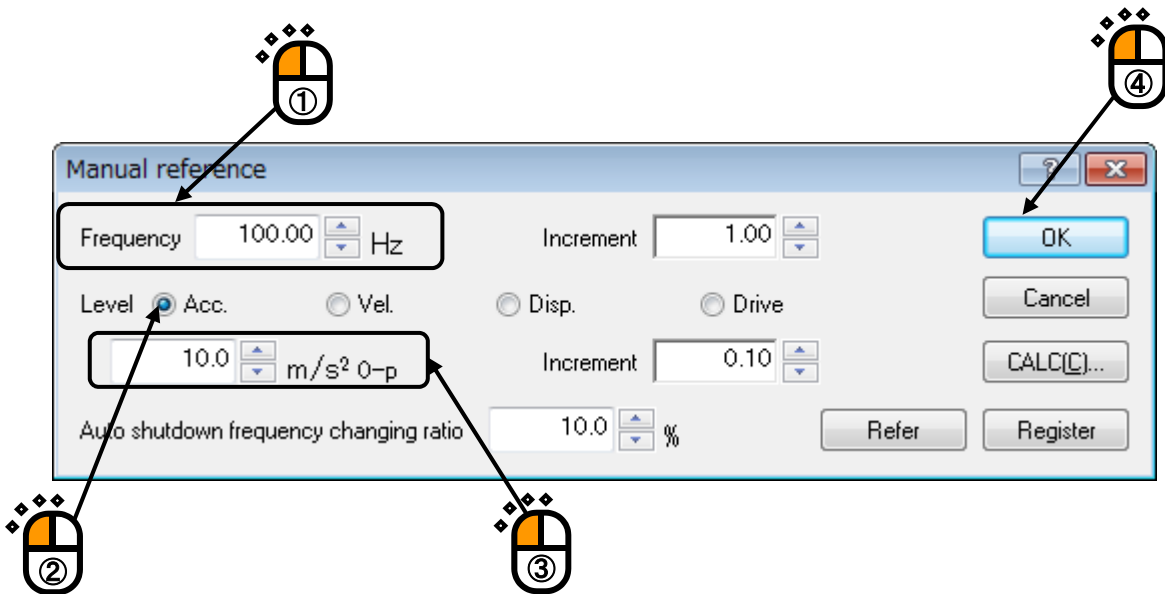 ①
④
Manual reference
Frequency 100.00 Hz Increment 1.00 OK
Level Acc. Vel. Disp. Drive Cancel
10.0 m/s² 0-p Increment 0.10 CALC(C)...
Auto shutdown frequency changing ratio 10.0 % Refer Register
②
③